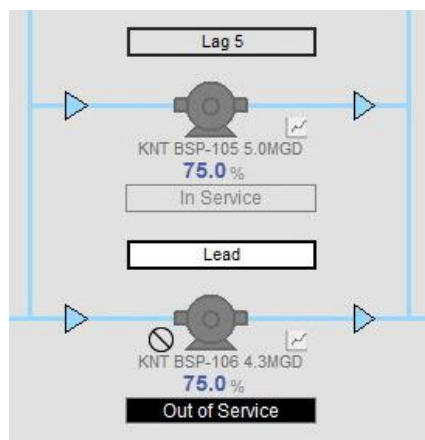 Lag 5
KNT BSP-105 5.0MGD
75.0 %
In Service
Lead
KNT BSP-106 4.3MGD
75.0 %
Out of Service